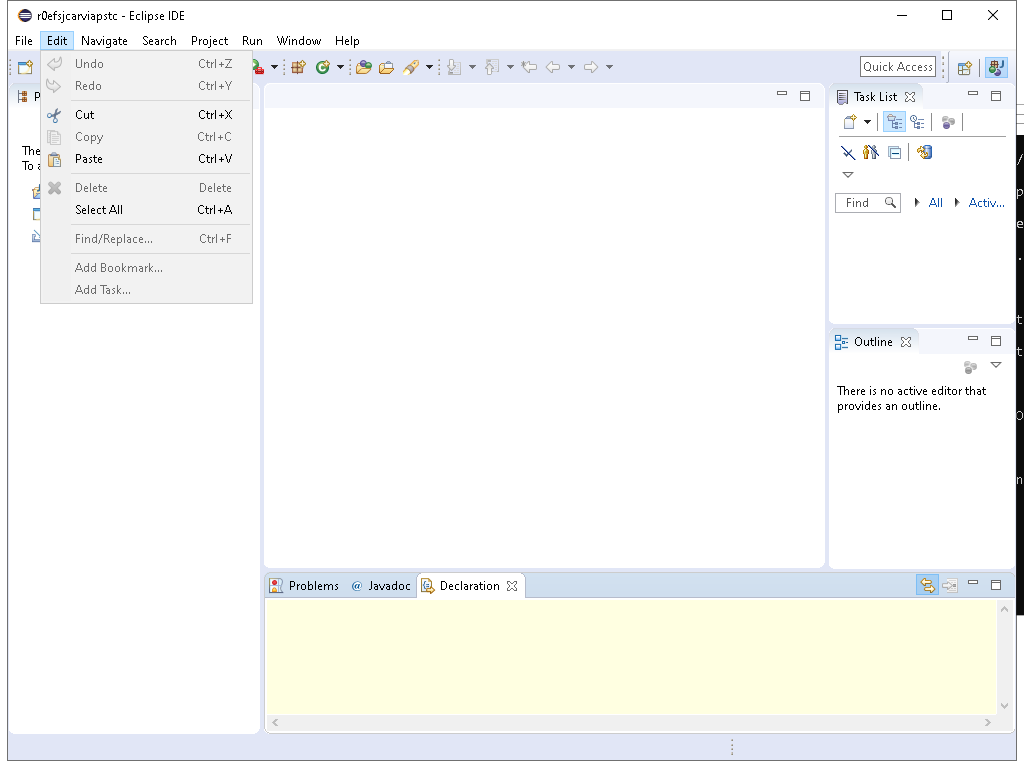 r0efsjcarviapstc - Eclipse IDE
File Edit Navigate Search Project Run Window Help
Undo Ctrl+Z
Redo Ctrl+Y
Cut Ctrl+X
Copy Ctrl+C
Paste Ctrl+V
Delete Delete
Select All Ctrl+A
Find/Replace... Ctrl+F
Add Bookmark...
Add Task...
Quick Access
Task List
Find All Activ...
Outline
There is no active editor that
provides an outline.
Problems @ Javadoc Declaration